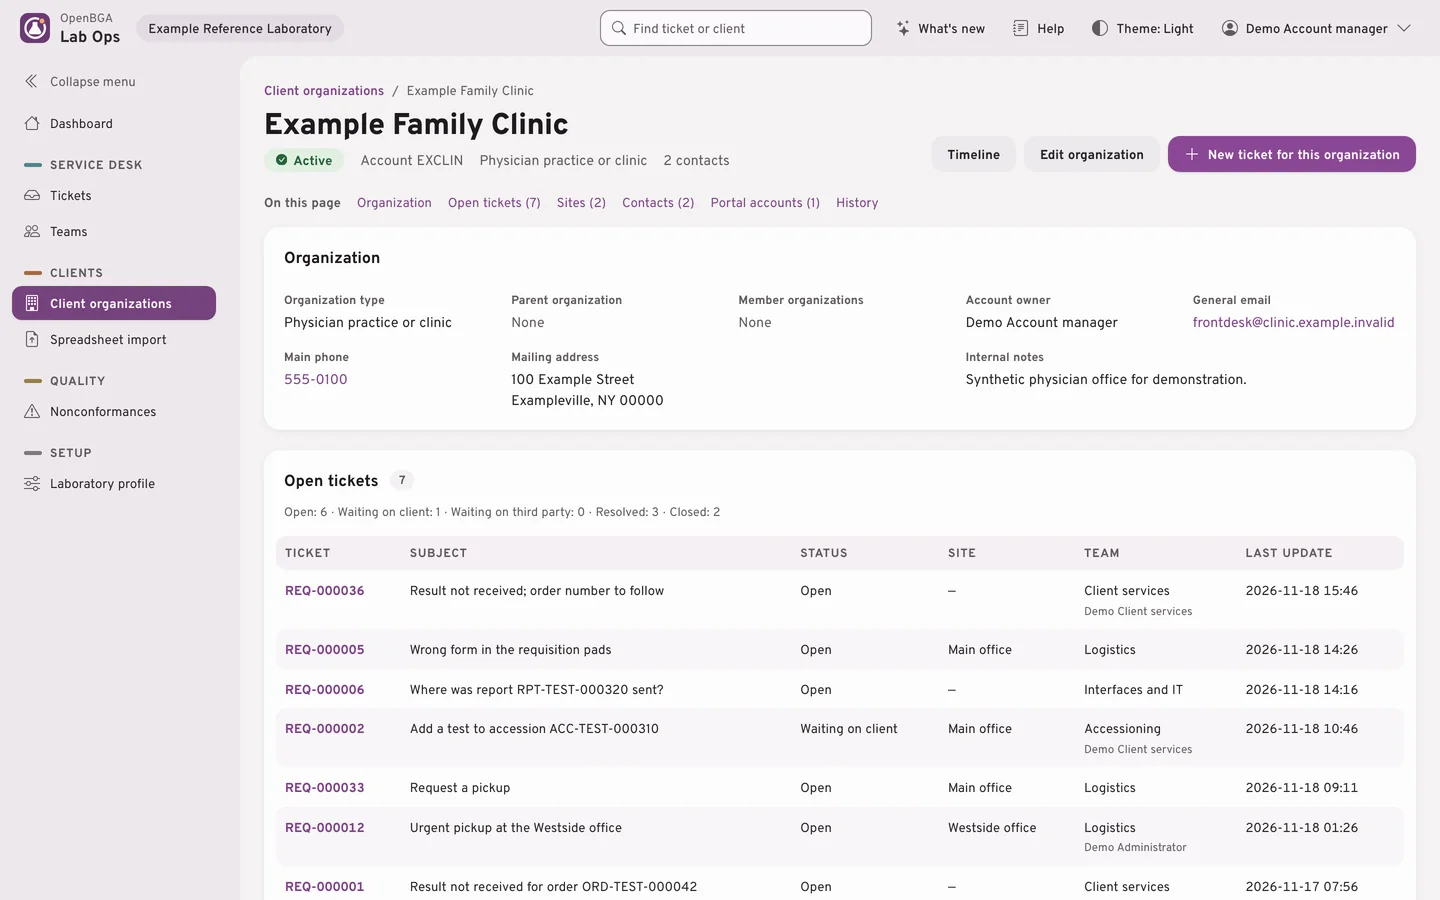 OpenBGA
Lab Ops
Example Reference Laboratory
Find ticket or client
What's new
Help
Theme: Light
Demo Account manager
Collapse menu
Dashboard
SERVICE DESK
Tickets
Teams
CLIENTS
Client organizations
Spreadsheet import
QUALITY
Nonconformances
SETUP
Laboratory profile
Client organizations / Example Family Clinic
Example Family Clinic
Active Account EXCLIN Physician practice or clinic 2 contacts
Timeline
Edit organization
New ticket for this organization
On this page Organization Open tickets (7) Sites (2) Contacts (2) Portal accounts (1) History
Organization
Organization type
Physician practice or clinic
Parent organization
None
Member organizations
None
Account owner
Demo Account manager
General email
frontdesk@clinic.example.invalid
Main phone
555-0100
Mailing address
100 Example Street
Exampleville, NY 00000
Internal notes
Synthetic physician office for demonstration.
Open tickets 7
Open: 6 · Waiting on client: 1 · Waiting on third party: 0 · Resolved: 3 · Closed: 2
TICKET SUBJECT STATUS SITE TEAM LAST UPDATE
REQ-000036 Result not received; order number to follow Open — Client services 2026-11-18 15:46
Demo Client services
REQ-000005 Wrong form in the requisition pads Open Main office Logistics 2026-11-18 14:26
REQ-000006 Where was report RPT-TEST-000320 sent? Open — Interfaces and IT 2026-11-18 14:16
REQ-000002 Add a test to accession ACC-TEST-000310 Waiting on client Main office Accessioning 2026-11-18 10:46
Demo Client services
REQ-000033 Request a pickup Open Main office Logistics 2026-11-18 09:11
REQ-000012 Urgent pickup at the Westside office Open Westside office Logistics 2026-11-18 01:26
Demo Administrator
REQ-000001 Result not received for order ORD-TEST-000042 Open — Client services 2026-11-17 07:56